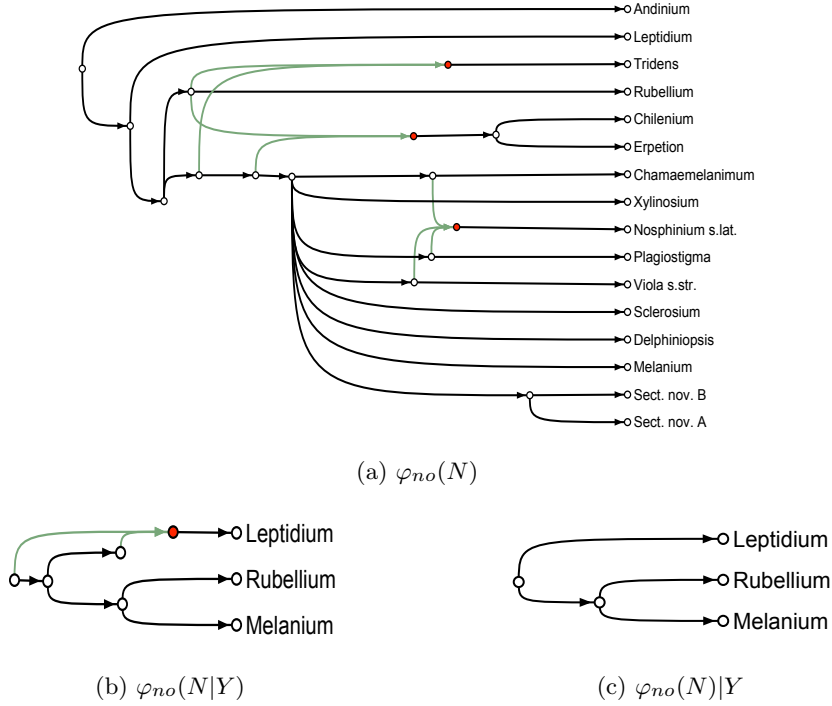 Andinium
Leptidium
Tridens
Rubellium
Chilenium
Erpetion
Chamaemelanimum
Xylinosium
Nosphinium s.lat.
Plagiostigma
Viola s.str.
Sclerosium
Delphiniopsis
Melanium
Sect. nov. B
Sect. nov. A
(a) φno(N)
Leptidium
Rubellium
Melanium
(b) φno(N|Y)
Leptidium
Rubellium
Melanium
(c) φno(N)|Y